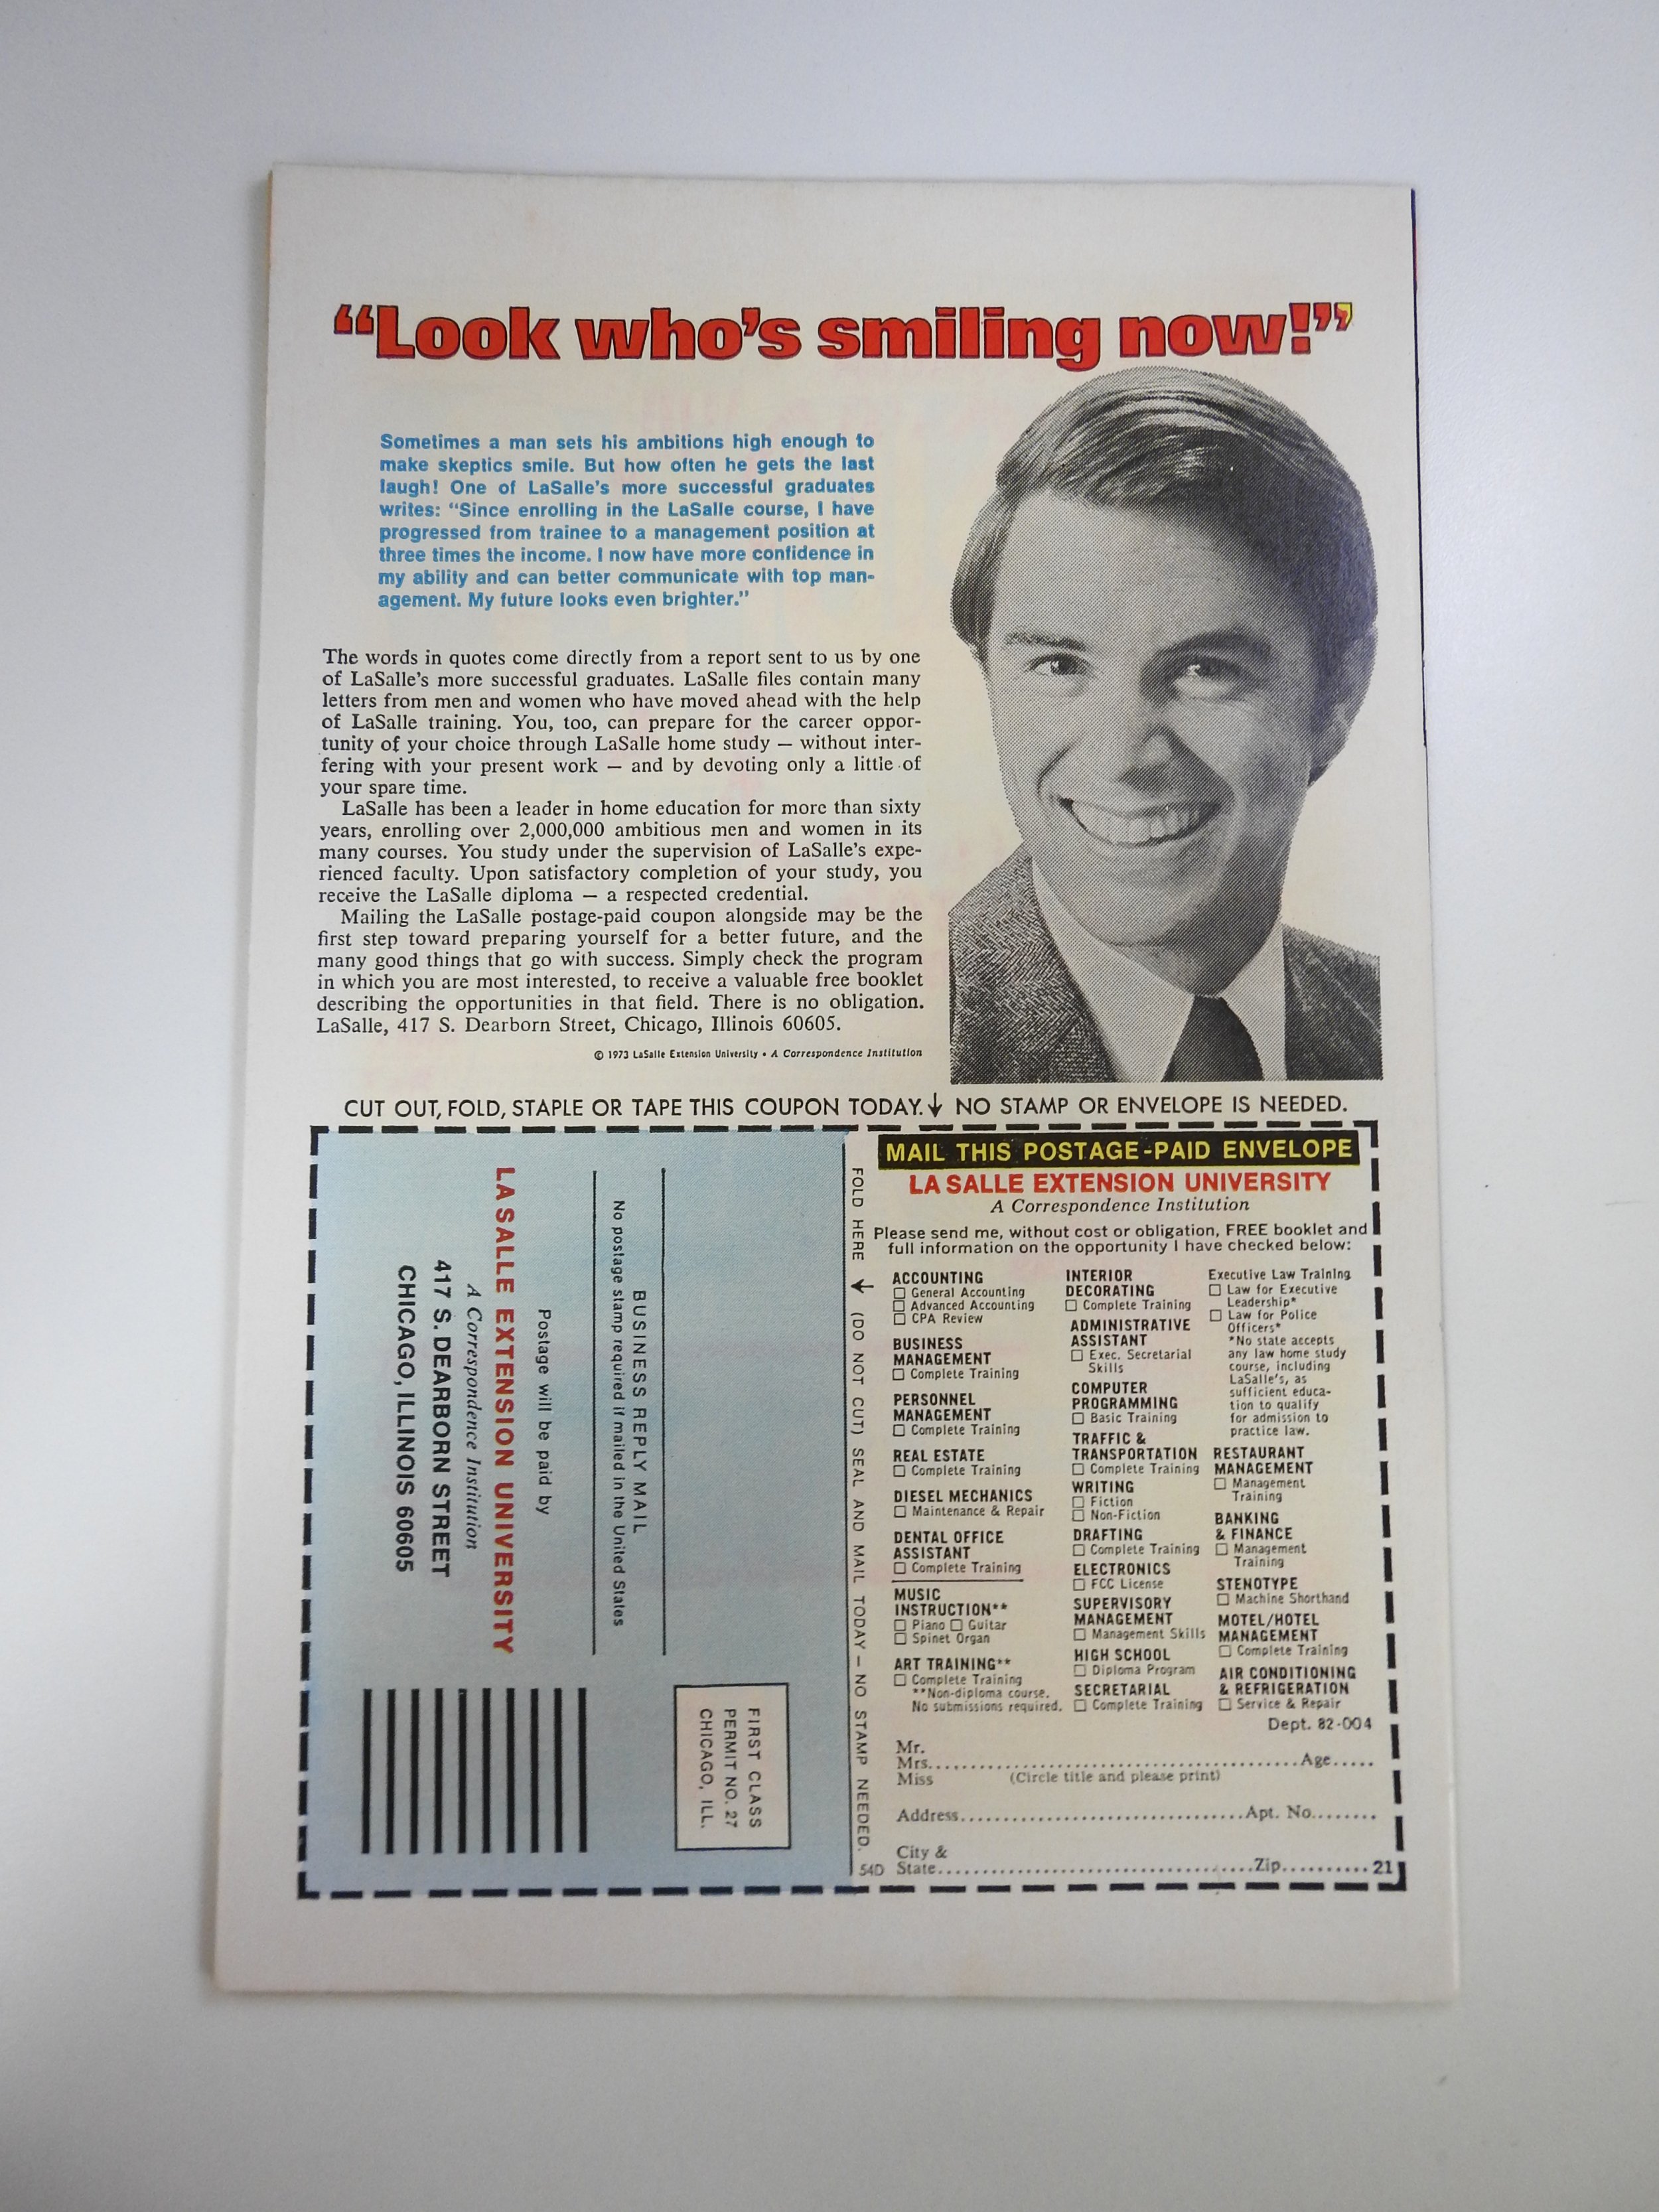 “Look who’s smiling now!”
Sometimes a man sets his ambitions high enough to
make skeptics smile. But how often he gets the last
laugh! One of LaSalle’s more successful graduates
writes: “Since enrolling in the LaSalle course, I have
progressed from trainee to a management position at
three times the income. I now have more confidence in
my ability and can better communicate with top man-
agement. My future looks even brighter.”
The words in quotes come directly from a report sent to us by one
of LaSalle’s more successful graduates. LaSalle files contain many
letters from men and women who have moved ahead with the help
of LaSalle training. You, too, can prepare for the career oppor-
tunity of your choice through LaSalle home study — without inter-
fering with your present work — and by devoting only a little of
your spare time.
LaSalle has been a leader in home education for more than sixty
years, enrolling over 2,000,000 ambitious men and women in its
many courses. You study under the supervision of LaSalle’s expe-
rienced faculty. Upon satisfactory completion of your study, you
receive the LaSalle diploma — a respected credential.
Mailing the LaSalle postage-paid coupon alongside may be the
first step toward preparing yourself for a better future, and the
many good things that go with success. Simply check the program
in which you are most interested, to receive a valuable free booklet
describing the opportunities in that field. There is no obligation.
LaSalle, 417 S. Dearborn Street, Chicago, Illinois 60605.
© 1973 LaSalle Extension University • A Correspondence Institution
CUT OUT, FOLD, STAPLE OR TAPE THIS COUPON TODAY. ↓ NO STAMP OR ENVELOPE IS NEEDED.
FIRST CLASS
PERMIT NO. 27
CHICAGO, ILL.
BUSINESS REPLY MAIL
No postage stamp required if mailed in the United States
Postage will be paid by
LA SALLE EXTENSION UNIVERSITY
A Correspondence Institution
417 S. DEARBORN STREET
CHICAGO, ILLINOIS 60605
FOLD HERE ↓ (DO NOT CUT) SEAL AND MAIL TODAY — NO STAMP NEEDED.
MAIL THIS POSTAGE-PAID ENVELOPE
LA SALLE EXTENSION UNIVERSITY
A Correspondence Institution
Please send me, without cost or obligation, FREE booklet and
full information on the opportunity I have checked below:
ACCOUNTING
☐ General Accounting
☐ Advanced Accounting
☐ CPA Review
BUSINESS
MANAGEMENT
☐ Complete Training
PERSONNEL
MANAGEMENT
☐ Complete Training
REAL ESTATE
☐ Complete Training
DIESEL MECHANICS
☐ Maintenance & Repair
DENTAL OFFICE
ASSISTANT
☐ Complete Training
MUSIC
INSTRUCTION**
☐ Piano ☐ Guitar
☐ Spinet Organ
ART TRAINING**
☐ Complete Training
**Non-diploma course.
No submissions required.
INTERIOR
DECORATING
☐ Complete Training
ADMINISTRATIVE
ASSISTANT
☐ Exec. Secretarial
Skills
COMPUTER
PROGRAMMING
☐ Basic Training
TRAFFIC &
TRANSPORTATION
☐ Complete Training
WRITING
☐ Fiction
☐ Non-Fiction
DRAFTING
☐ Complete Training
ELECTRONICS
☐ FCC License
SUPERVISORY
MANAGEMENT
☐ Management Skills
HIGH SCHOOL
☐ Diploma Program
SECRETARIAL
☐ Complete Training
Executive Law Training
☐ Law for Executive
Leadership*
☐ Law for Police
Officers*
*No state accepts
any law home study
course, including
LaSalle’s, as
sufficient educa-
tion to qualify
for admission to
practice law.
RESTAURANT
MANAGEMENT
☐ Management
Training
BANKING
& FINANCE
☐ Management
Training
STENOTYPE
☐ Machine Shorthand
MOTEL/HOTEL
MANAGEMENT
☐ Complete Training
AIR CONDITIONING
& REFRIGERATION
☐ Service & Repair
Dept. 82-004
Mr.
Mrs. Age
Miss (Circle title and please print)
Address Apt. No.
City &
54D State Zip 21